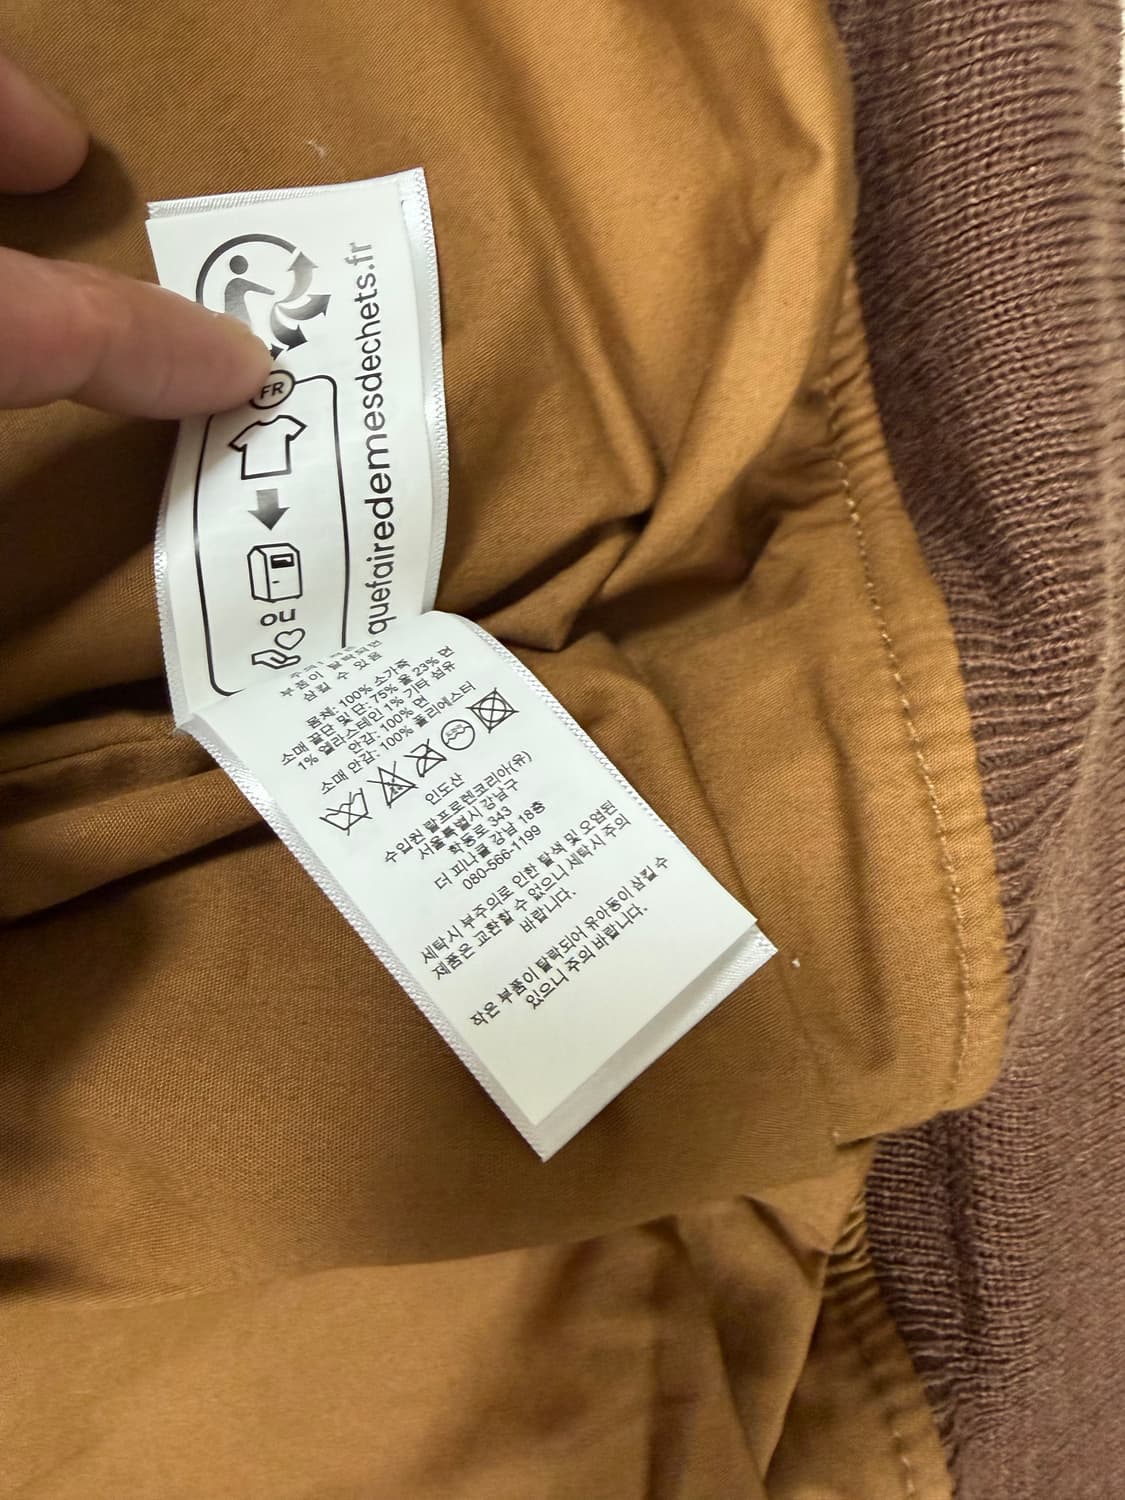 FR
OU
quefairedemesdechets.fr
부품이 탈락되면
삼킬 수 있음
몸체: 100% 소가죽
소매 끝단 및 단: 75% 울 23% 면
1% 엘라스테인 1% 기타 섬유
안감: 100% 면
소매 안감: 100% 폴리에스터
인도산
수입원 랄프로렌코리아(유)
서울특별시 강남구
학동로 343
더 피나클 강남 18층
080-566-1199
세탁시 부주의로 인한 탈색 및 오염된
제품은 교환할 수 없으니 세탁시 주의
바랍니다.
작은 부품이 탈락되어 유아동이 삼킬 수
있으니 주의 바랍니다.